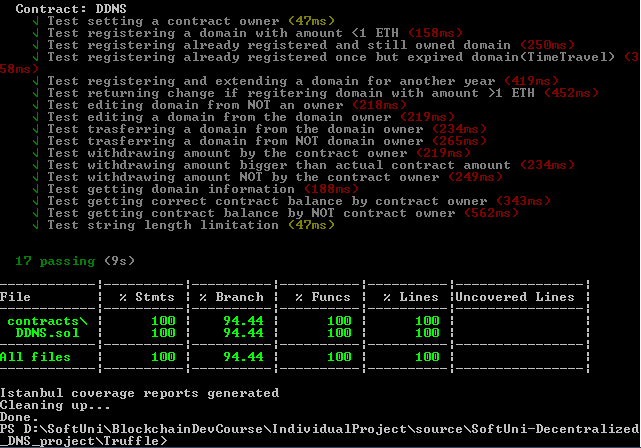 Contract: DDNS
√ Test setting a contract owner (47ms)
√ Test registering a domain with amount <1 ETH (158ms)
√ Test registering already registered and still owned domain (250ms)
√ Test registering already registered once but expired domain(TimeTravel) (3
58ms)
√ Test registering and extending a domain for another year (419ms)
√ Test returning change if regitering domain with amount >1 ETH (452ms)
√ Test editing domain from NOT an owner (218ms)
√ Test editing a domain from the domain owner (219ms)
√ Test trasferring a domain from the domain owner (234ms)
√ Test trasferring a domain from NOT domain owner (265ms)
√ Test withdrawing amount by the contract owner (219ms)
√ Test withdrawing amount bigger than actual contract amount (234ms)
√ Test withdrawing amount NOT by the contract owner (249ms)
√ Test getting domain information (188ms)
√ Test getting correct contract balance by contract owner (343ms)
√ Test getting contract balance by NOT contract owner (562ms)
√ Test string length limitation (47ms)
17 passing (9s)
File | % Stmts | % Branch | % Funcs | % Lines |Uncovered Lines |
contracts\ | 100 | 94.44 | 100 | 100 | |
DDNS.sol | 100 | 94.44 | 100 | 100 | |
All files | 100 | 94.44 | 100 | 100 | |
Istanbul coverage reports generated
Cleaning up...
Done.
PS D:\SoftUni\BlockchainDevCourse\IndividualProject\source\SoftUni-Decentralized
_DNS_project\Truffle>